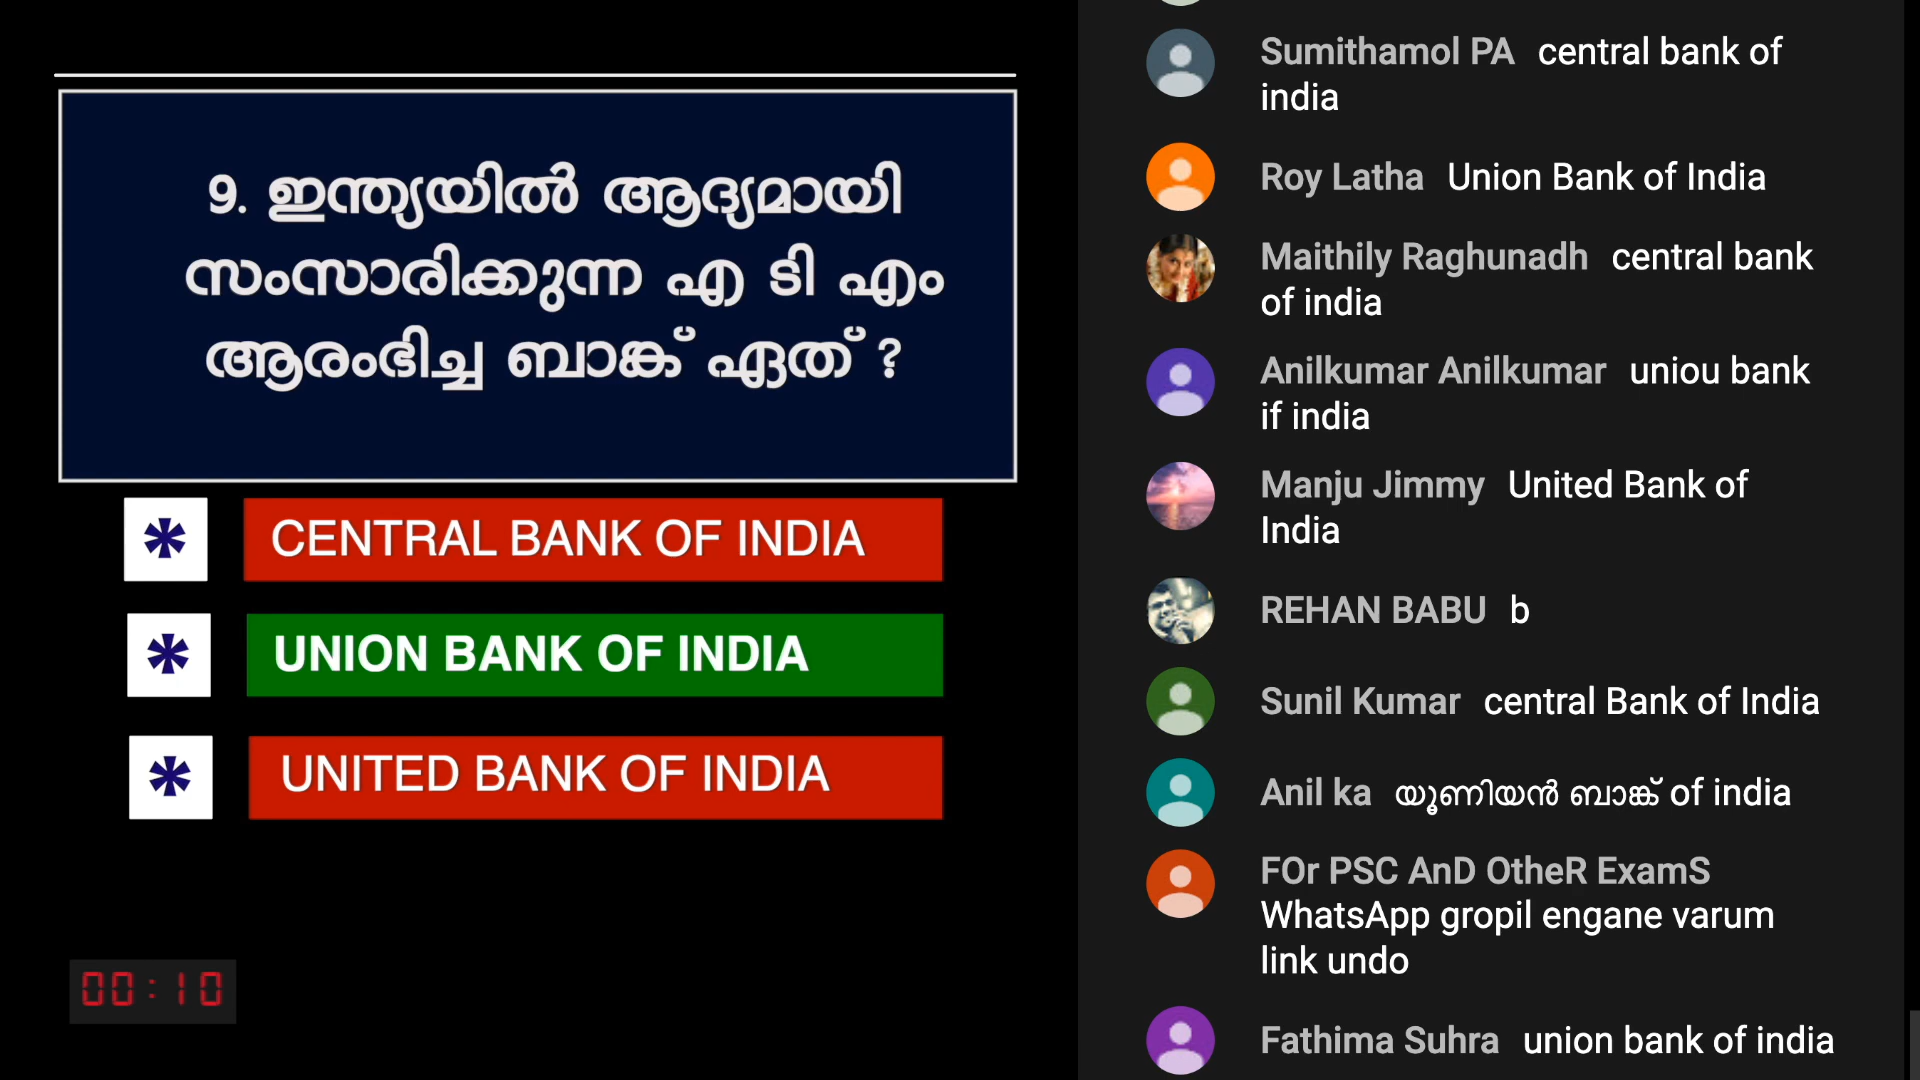 9. ഇന്ത്യയിൽ ആദ്യമായി
സംസാരിക്കുന്ന എ ടി എം
ആരംഭിച്ച ബാങ്ക് ഏത് ?
* CENTRAL BANK OF INDIA
* UNION BANK OF INDIA
* UNITED BANK OF INDIA
00:10
Sumithamol PA central bank of
india
Roy Latha Union Bank of India
Maithily Raghunadh central bank
of india
Anilkumar Anilkumar uniou bank
if india
Manju Jimmy United Bank of
India
REHAN BABU b
Sunil Kumar central Bank of India
Anil ka യൂണിയൻ ബാങ്ക് of india
FOr PSC AnD OtheR ExamS
WhatsApp gropil engane varum
link undo
Fathima Suhra union bank of india